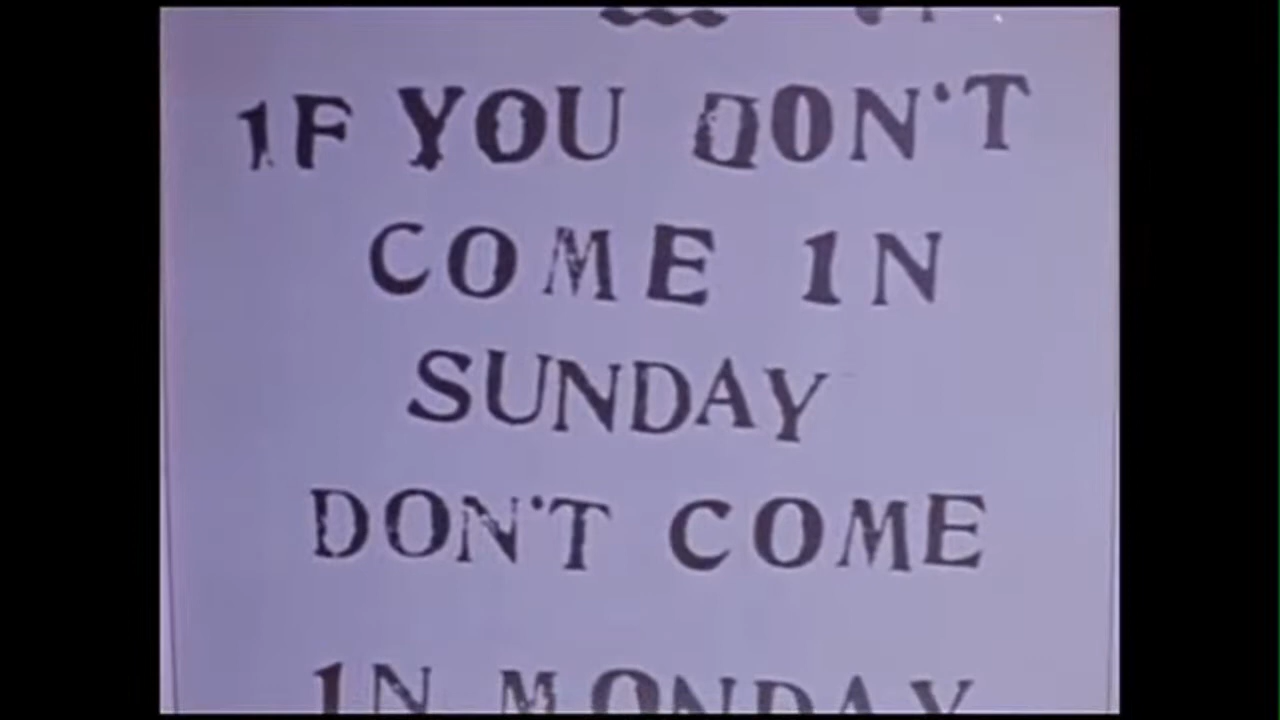 IF YOU DON'T
COME IN
SUNDAY
DON'T COME
IN MONDAY